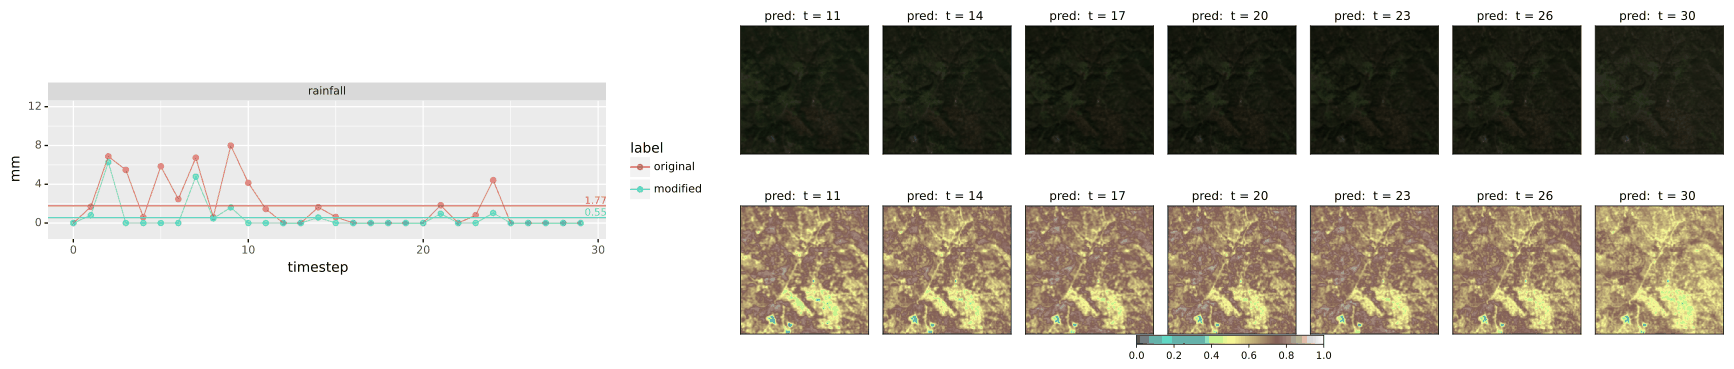 rainfall
12
8
4
0
mm
1.77
0.55
0 10 20 30
timestep
label
original
modified
pred: t = 11 pred: t = 14 pred: t = 17 pred: t = 20 pred: t = 23 pred: t = 26 pred: t = 30
pred: t = 11 pred: t = 14 pred: t = 17 pred: t = 20 pred: t = 23 pred: t = 26 pred: t = 30
0.0 0.2 0.4 0.6 0.8 1.0